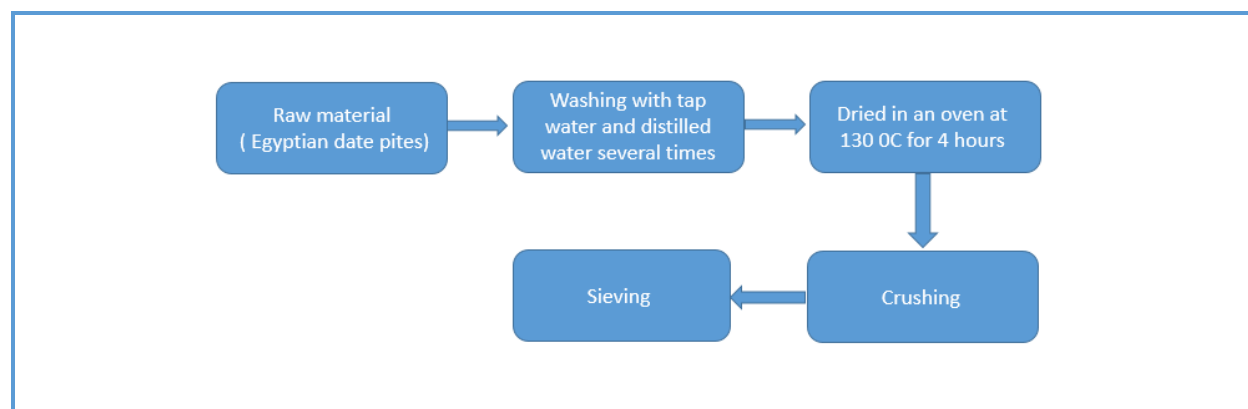 Raw material
( Egyptian date pites)
Washing with tap
water and distilled
water several times
Dried in an oven at
130 0C for 4 hours
Crushing
Sieving